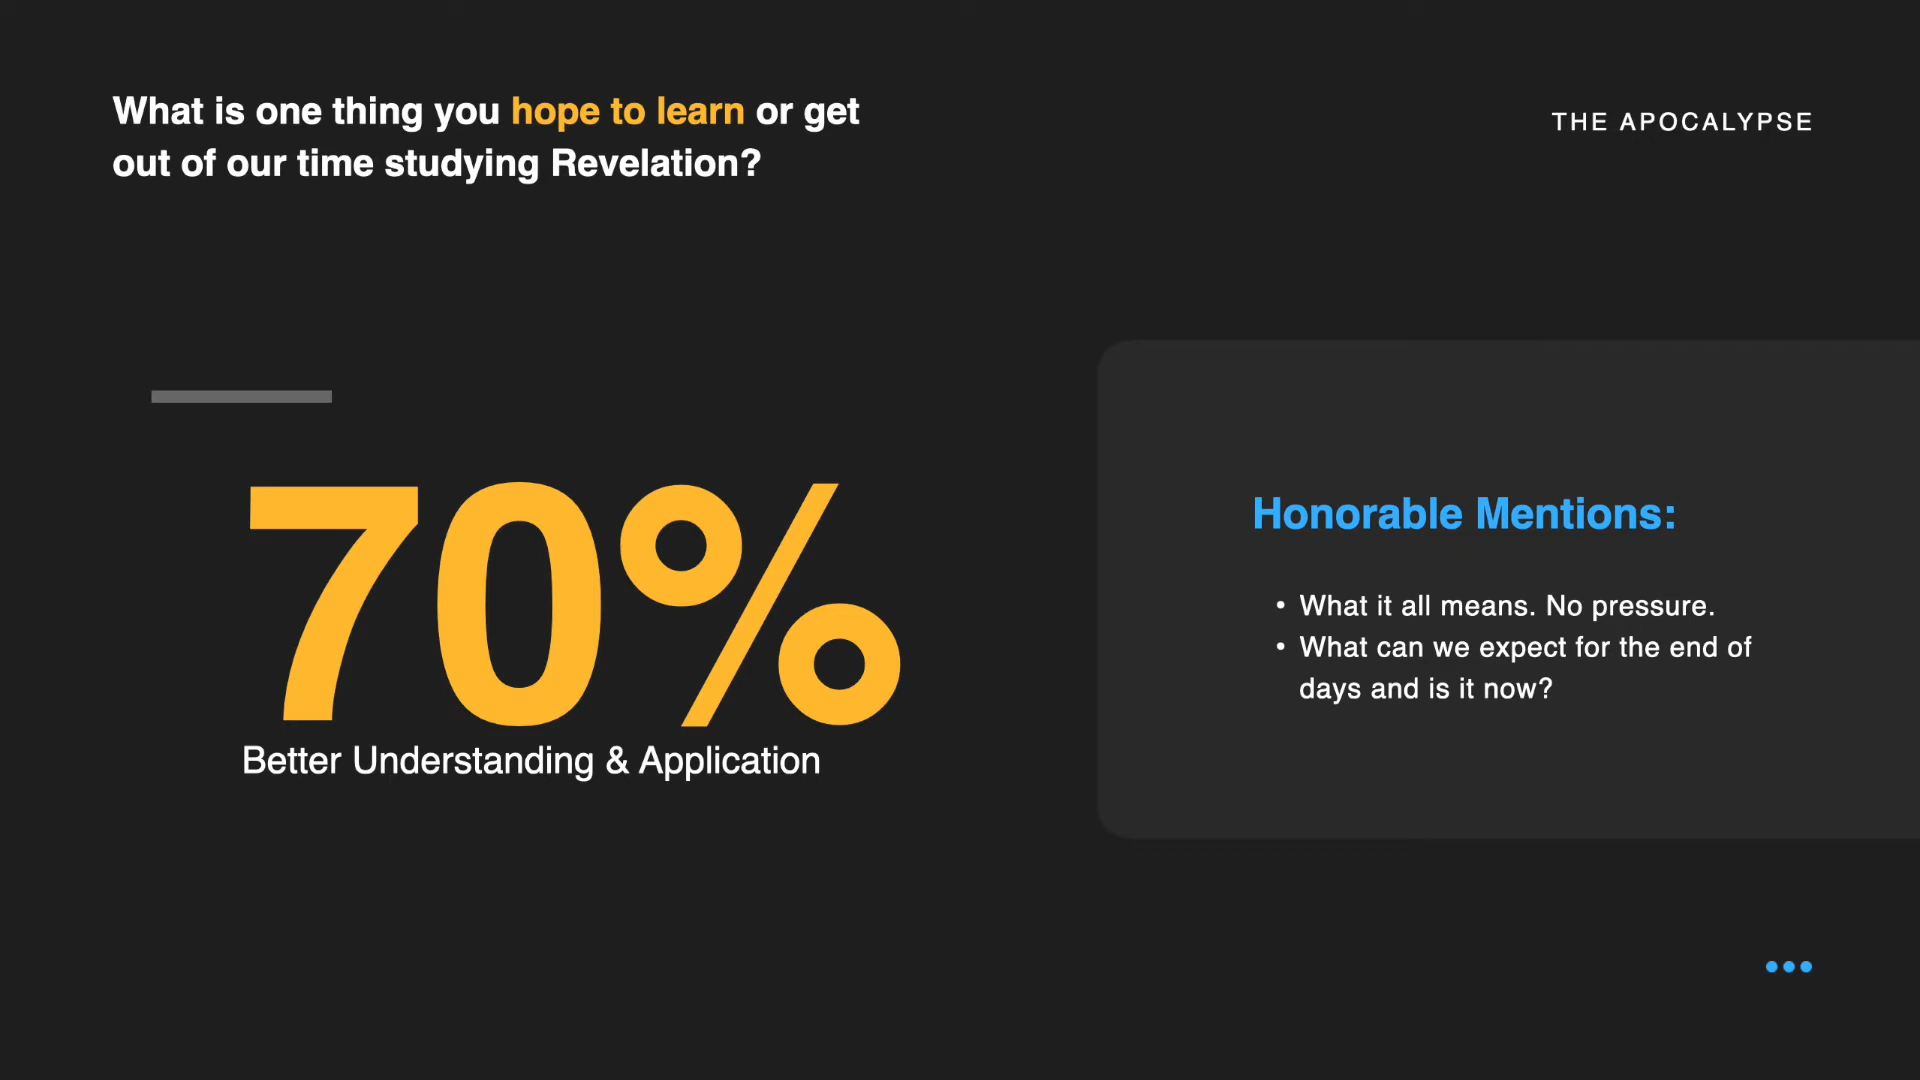 What is one thing you hope to learn or get
out of our time studying Revelation?
THE APOCALYPSE
70%
Better Understanding & Application
Honorable Mentions:
• What it all means. No pressure.
• What can we expect for the end of
days and is it now?